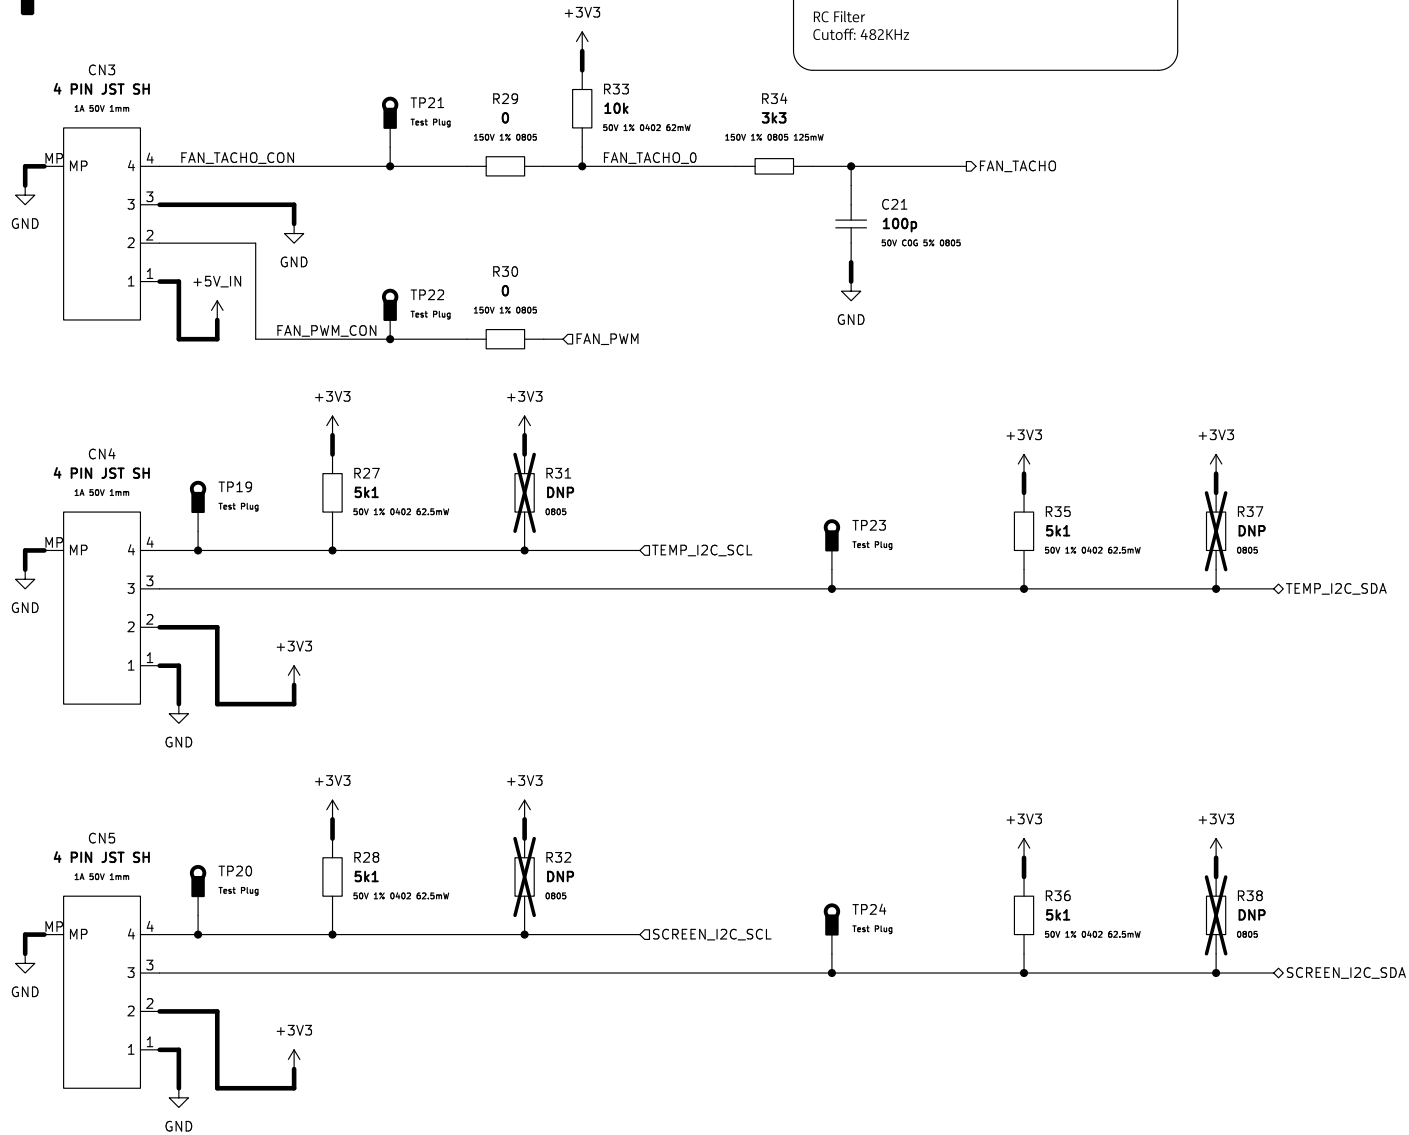 RC Filter
Cutoff: 482KHz
+3V3
CN3
4 PIN JST SH
1A 50V 1mm
TP21
Test Plug
R29
0
150V 1% 0805
R33
10k
50V 1% 0402 62mW
R34
3k3
150V 1% 0805 125mW
MP
MP
4
4
FAN_TACHO_CON
FAN_TACHO_0
FAN_TACHO
GND
3
3
GND
C21
100p
50V C0G 5% 0805
GND
2
2
1
1
+5V_IN
TP22
Test Plug
R30
0
150V 1% 0805
FAN_PWM_CON
FAN_PWM
+3V3
+3V3
+3V3
+3V3
CN4
4 PIN JST SH
1A 50V 1mm
TP19
Test Plug
R27
5k1
50V 1% 0402 62.5mW
R31
DNP
0805
TP23
Test Plug
R35
5k1
50V 1% 0402 62.5mW
R37
DNP
0805
MP
MP
4
4
TEMP_I2C_SCL
GND
3
3
TEMP_I2C_SDA
2
2
+3V3
1
1
GND
+3V3
+3V3
+3V3
+3V3
CN5
4 PIN JST SH
1A 50V 1mm
TP20
Test Plug
R28
5k1
50V 1% 0402 62.5mW
R32
DNP
0805
TP24
Test Plug
R36
5k1
50V 1% 0402 62.5mW
R38
DNP
0805
MP
MP
4
4
SCREEN_I2C_SCL
GND
3
3
SCREEN_I2C_SDA
2
2
+3V3
1
1
GND